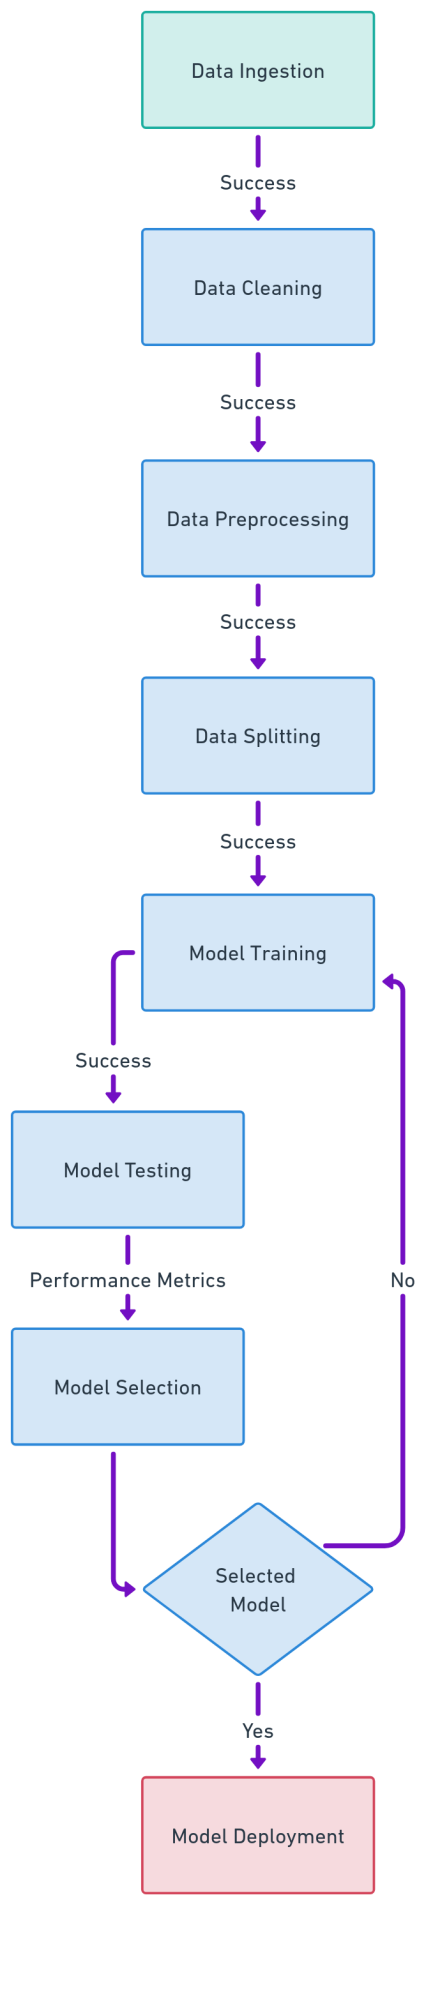 Data Ingestion
Success
Data Cleaning
Success
Data Preprocessing
Success
Data Splitting
Success
Model Training
Success
Model Testing
Performance Metrics
No
Model Selection
Selected
Model
Yes
Model Deployment